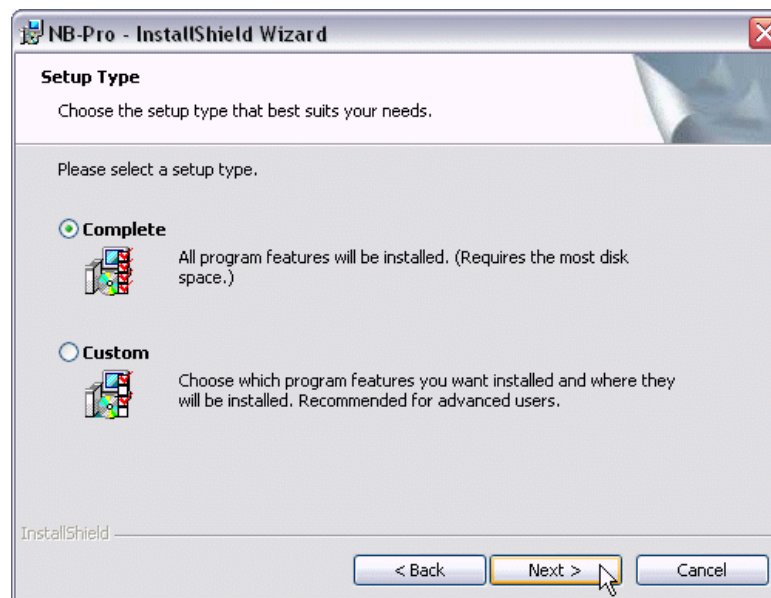 NB-Pro - InstallShield Wizard
Setup Type
Choose the setup type that best suits your needs.
Please select a setup type.
Complete
All program features will be installed. (Requires the most disk
space.)
Custom
Choose which program features you want installed and where they
will be installed. Recommended for advanced users.
InstallShield
< Back
Next >
Cancel